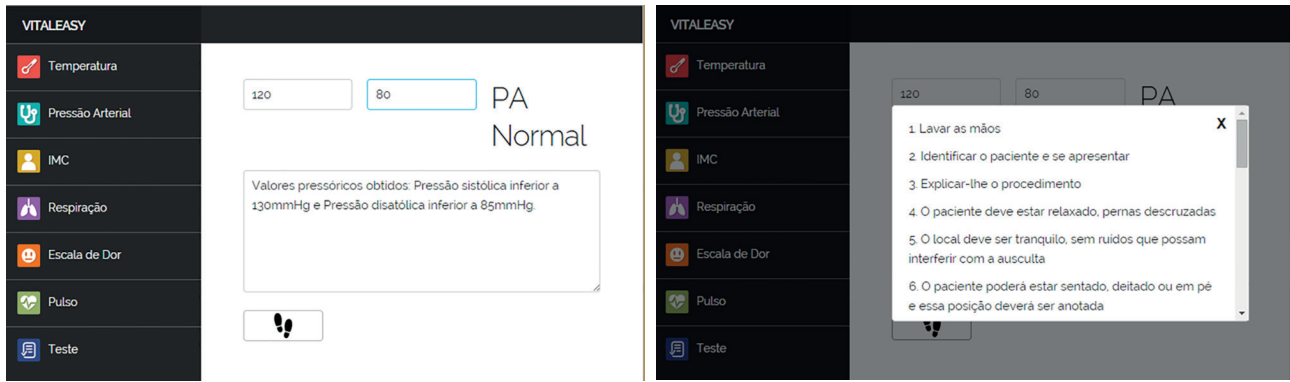 VITALEASY
Temperatura
Pressão Arterial
IMC
Respiração
Escala de Dor
Pulso
Teste
120
80
PA
Normal
Valores pressóricos obtidos: Pressão sistólica inferior a
130mmHg e Pressão disatólica inferior a 85mmHg.
VITALEASY
Temperatura
Pressão Arterial
IMC
Respiração
Escala de Dor
Pulso
Teste
120
80
PA
X
1. Lavar as mãos
2. Identificar o paciente e se apresentar
3. Explicar-lhe o procedimento
4. O paciente deve estar relaxado, pernas descruzadas
5. O local deve ser tranquilo, sem ruídos que possam
interferir com a ausculta
6. O paciente poderá estar sentado, deitado ou em pé
e essa posição deverá ser anotada